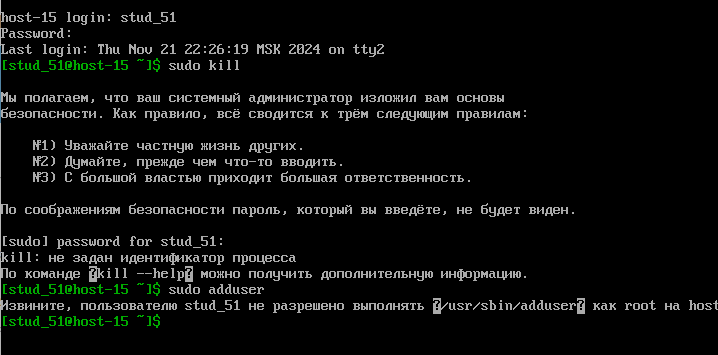 host-15 login: stud_51
Password:
Last login: Thu Nov 21 22:26:19 MSK 2024 on tty2
[stud_51@host-15 ~]$ sudo kill
Мы полагаем, что ваш системный администратор изложил вам основы
безопасности. Как правило, всё сводится к трём следующим правилам:
№1) Уважайте частную жизнь других.
№2) Думайте, прежде чем что-то вводить.
№3) С большой властью приходит большая ответственность.
По соображениям безопасности пароль, который вы введёте, не будет виден.
[sudo] password for stud_51:
kill: не задан идентификатор процесса
По команде ?kill --help? можно получить дополнительную информацию.
[stud_51@host-15 ~]$ sudo adduser
Извините, пользователю stud_51 не разрешено выполнять ?/usr/sbin/adduser? как root на host
[stud_51@host-15 ~]$